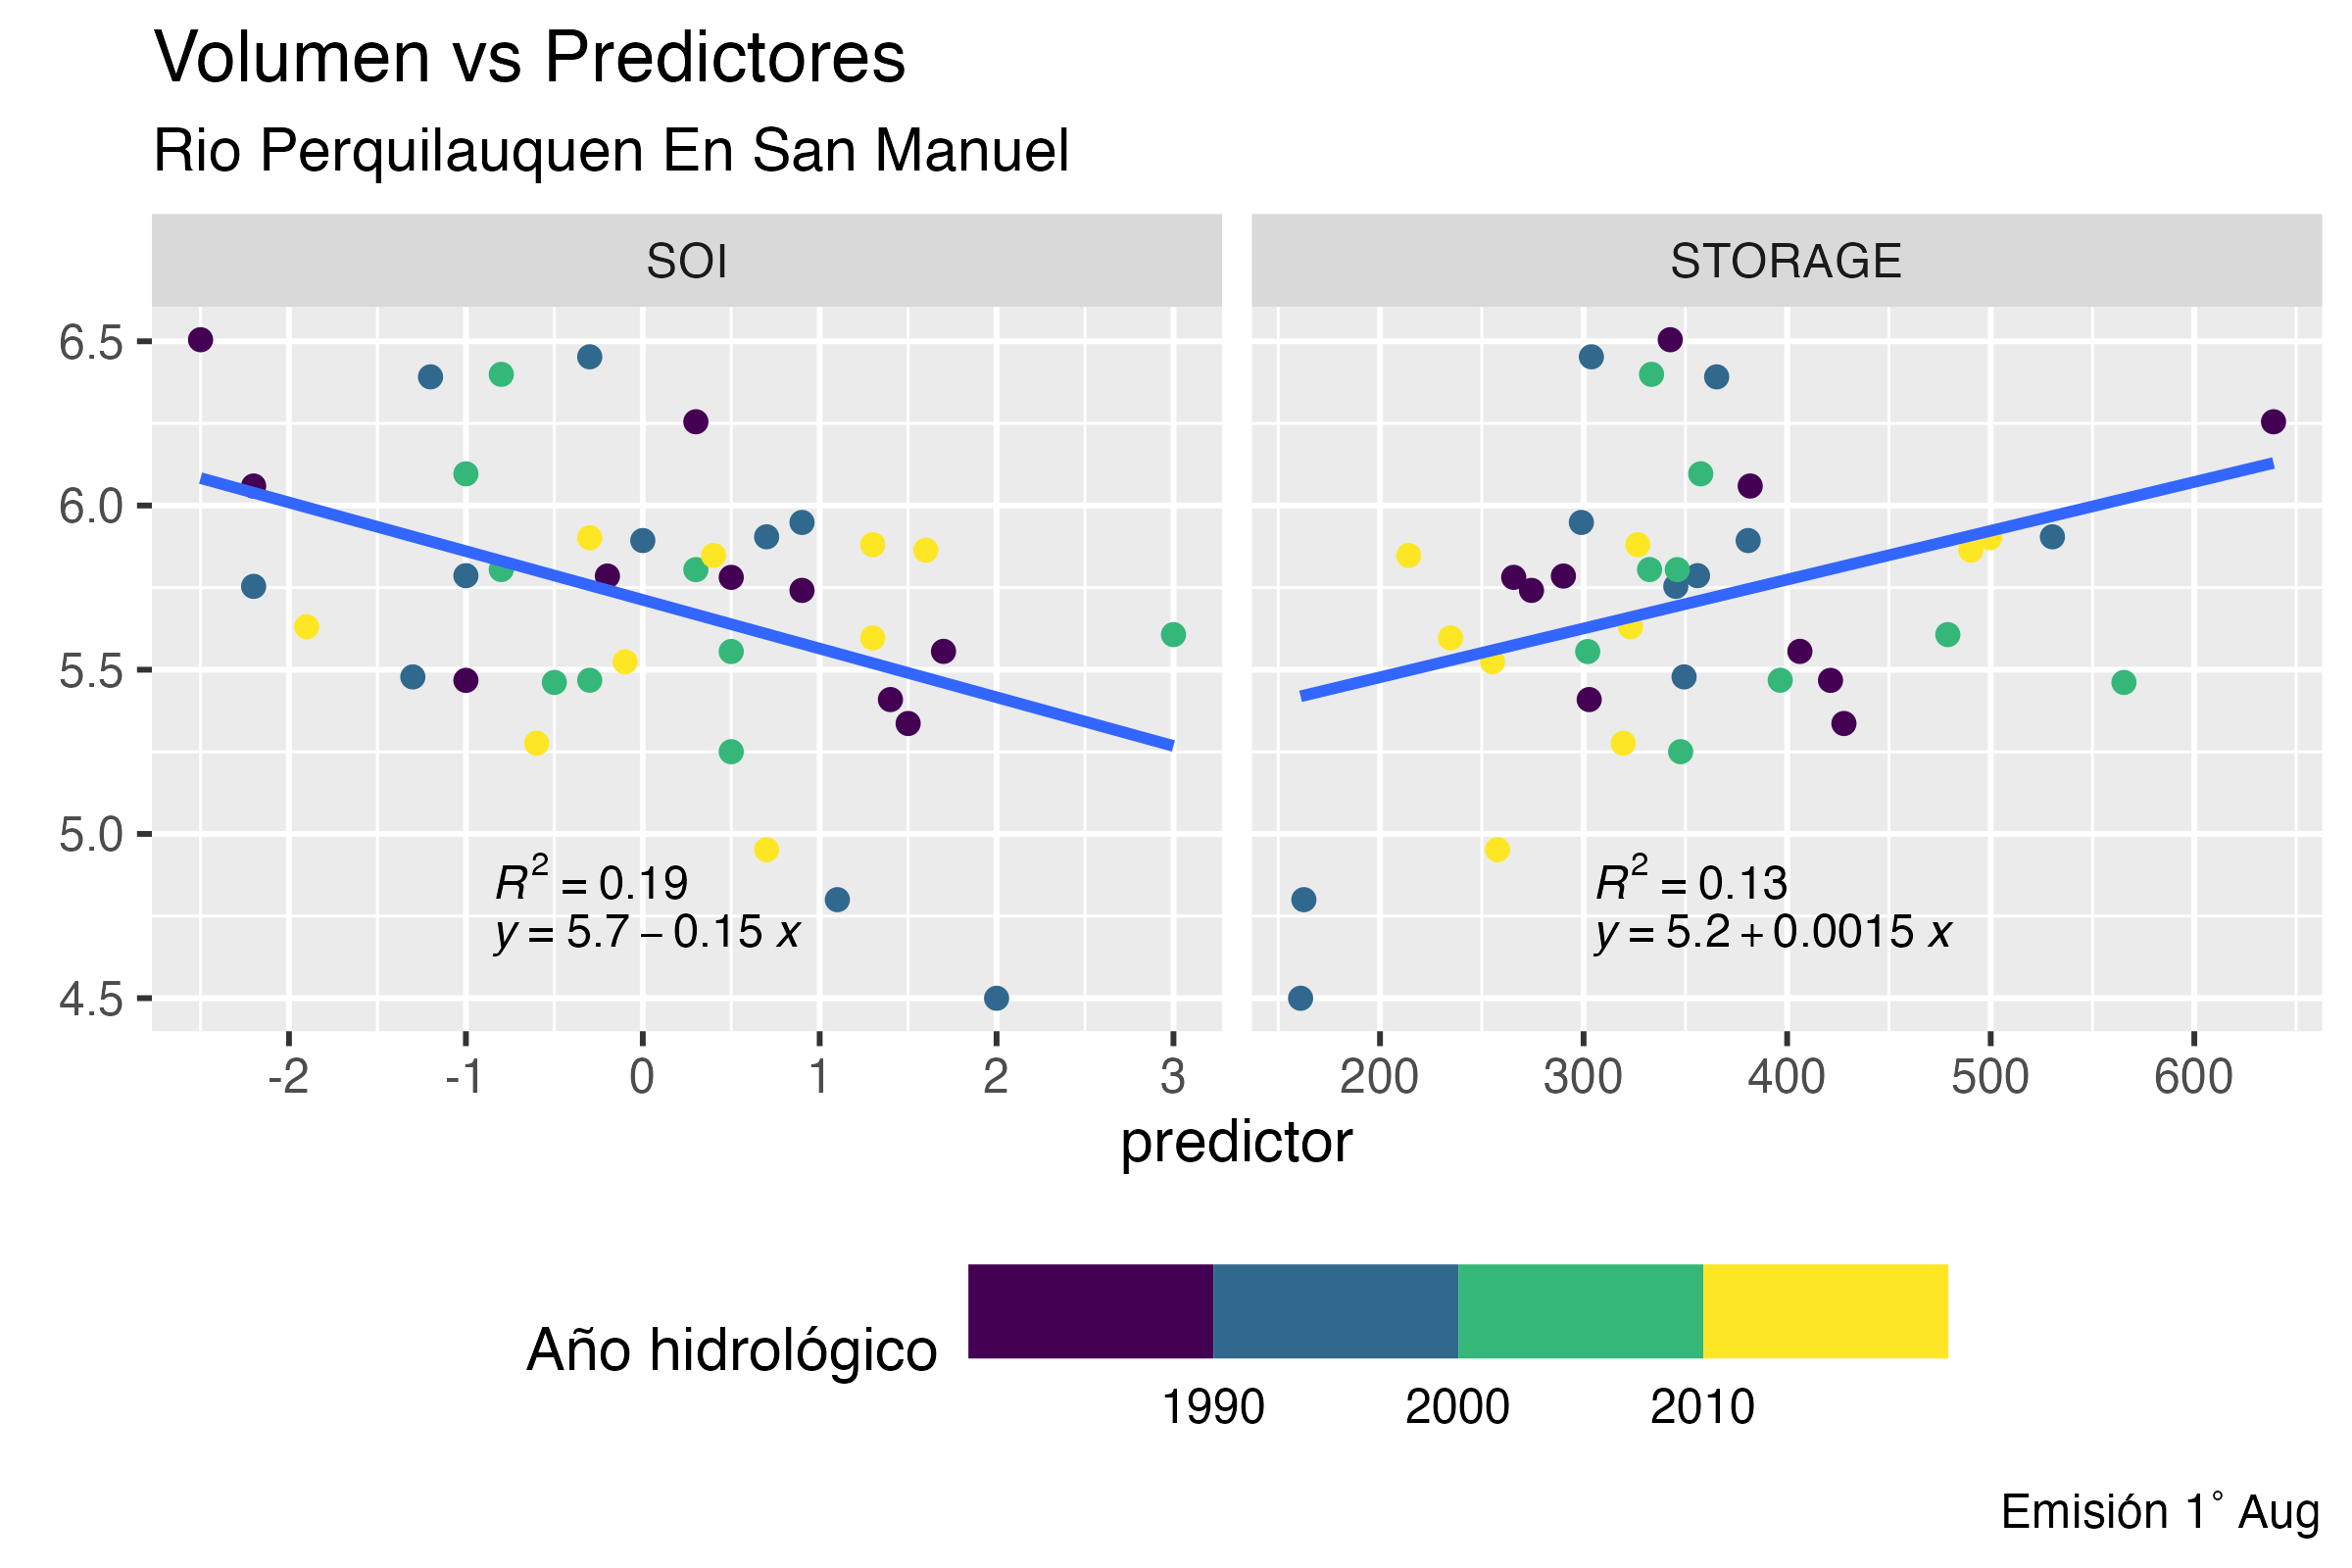 Volumen vs Predictores
Rio Perquilauquen En San Manuel
SOI
STORAGE
6.5
6.0
5.5
5.0
4.5
R² = 0.19
y = 5.7 − 0.15 x
R² = 0.13
y = 5.2 + 0.0015 x
-2 -1 0 1 2 3
200 300 400 500 600
predictor
Año hidrológico
1990 2000 2010
Emisión 1˚ Aug